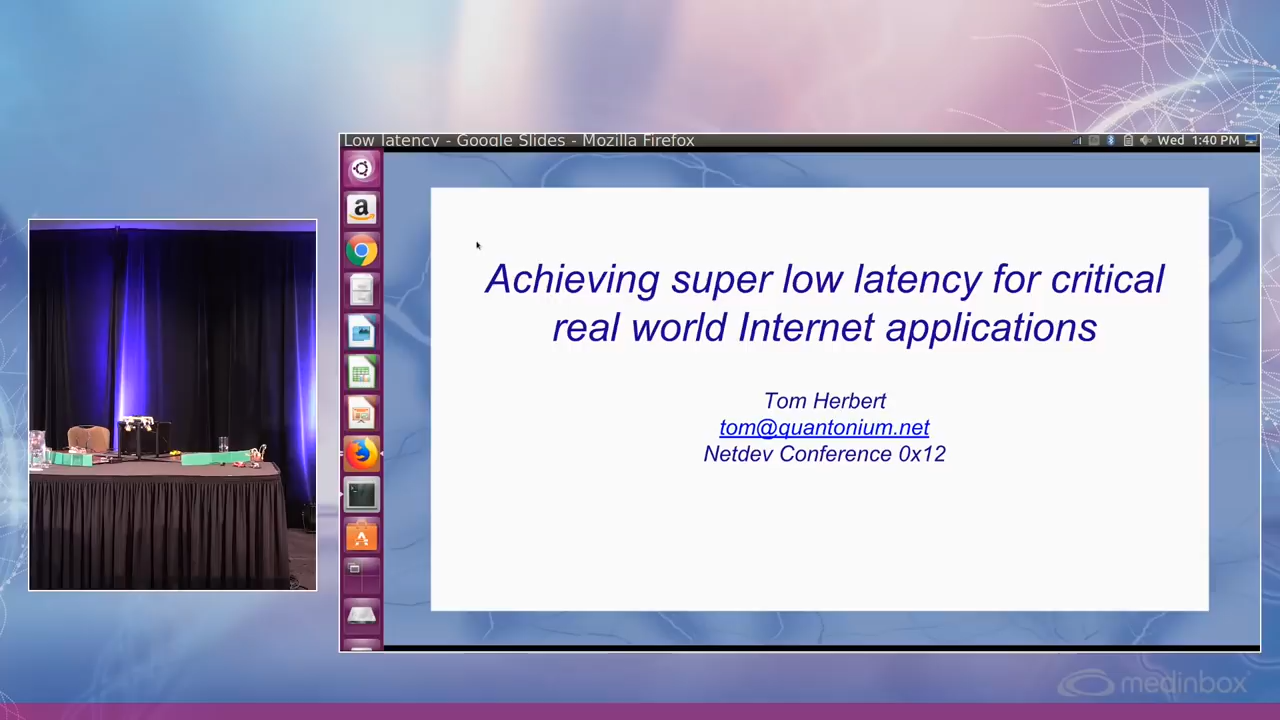 Low latency - Google Slides - Mozilla Firefox
Wed 1:40 PM
a
Achieving super low latency for critical
real world Internet applications
Tom Herbert
tom@quantonium.net
Netdev Conference 0x12
medinbox